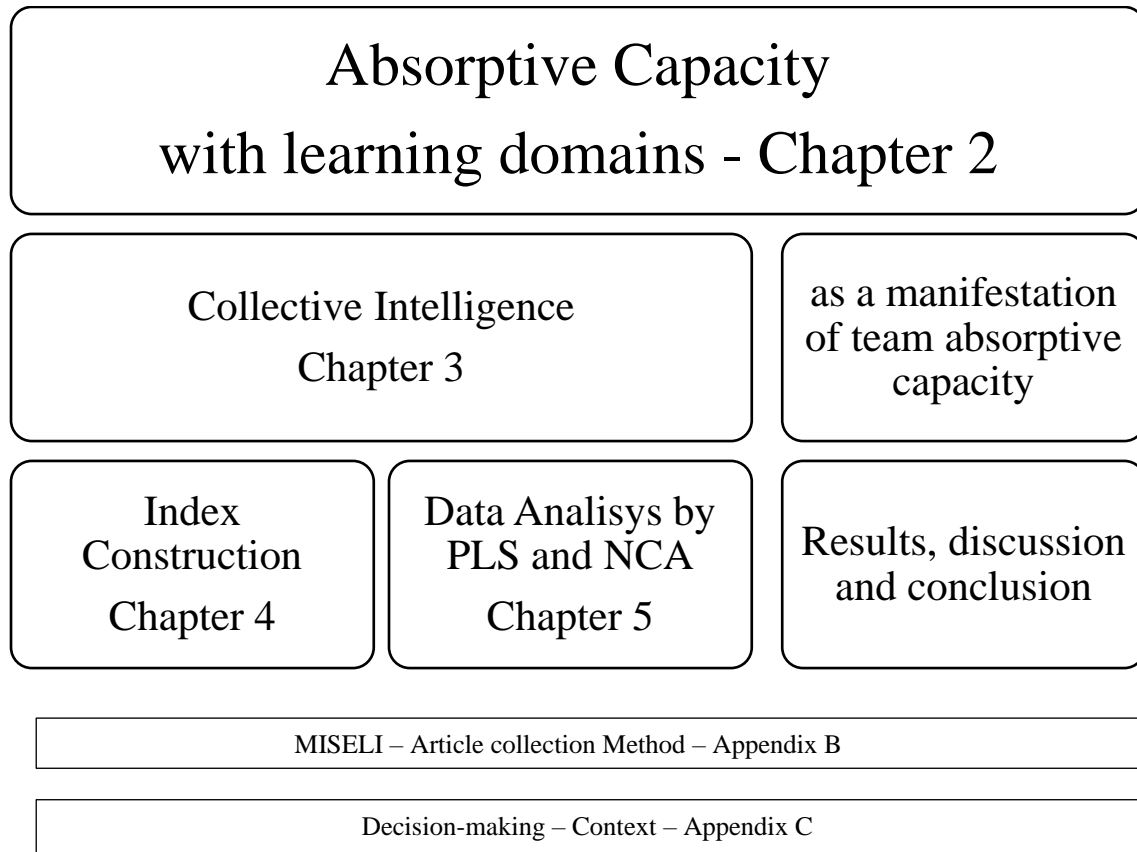 Absorptive Capacity
with learning domains - Chapter 2
Collective Intelligence
Chapter 3
as a manifestation
of team absorptive
capacity
Index
Construction
Chapter 4
Data Analisys by
PLS and NCA
Chapter 5
Results, discussion
and conclusion
MISELI – Article collection Method – Appendix B
Decision-making – Context – Appendix C